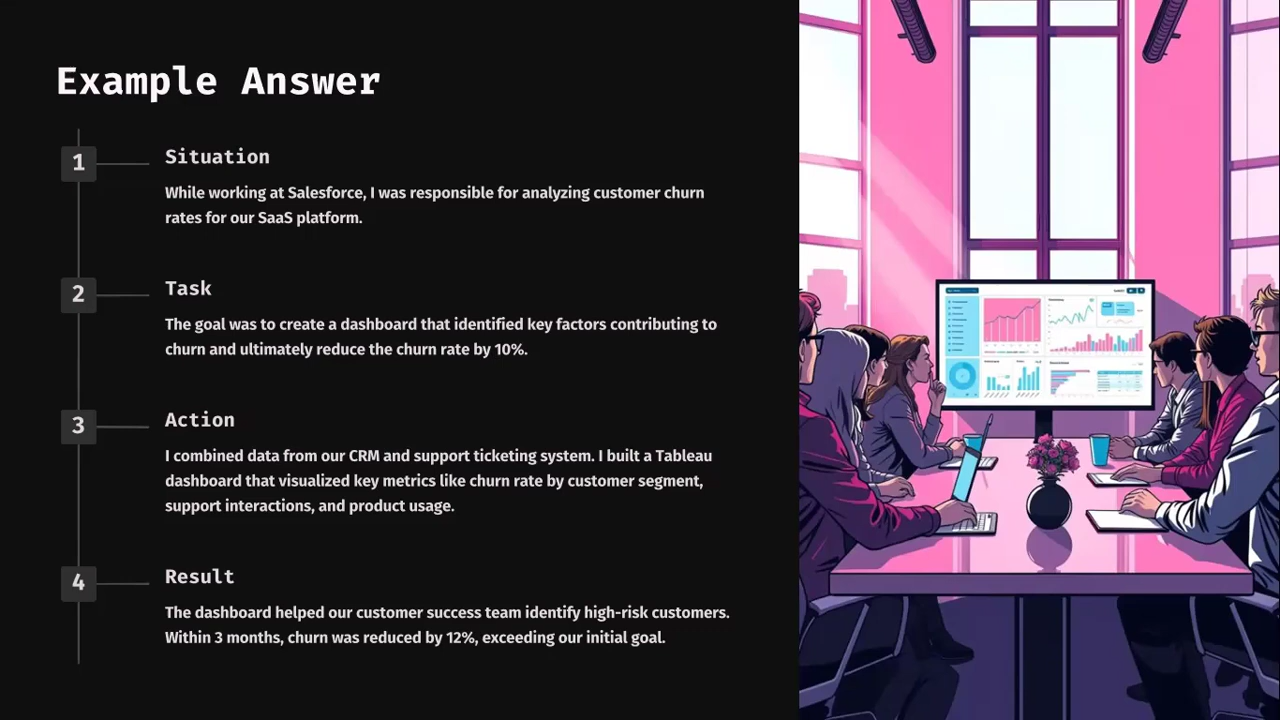 Example Answer
1
Situation
While working at Salesforce, I was responsible for analyzing customer churn
rates for our SaaS platform.
2
Task
The goal was to create a dashboard that identified key factors contributing to
churn and ultimately reduce the churn rate by 10%.
3
Action
I combined data from our CRM and support ticketing system. I built a Tableau
dashboard that visualized key metrics like churn rate by customer segment,
support interactions, and product usage.
4
Result
The dashboard helped our customer success team identify high-risk customers.
Within 3 months, churn was reduced by 12%, exceeding our initial goal.